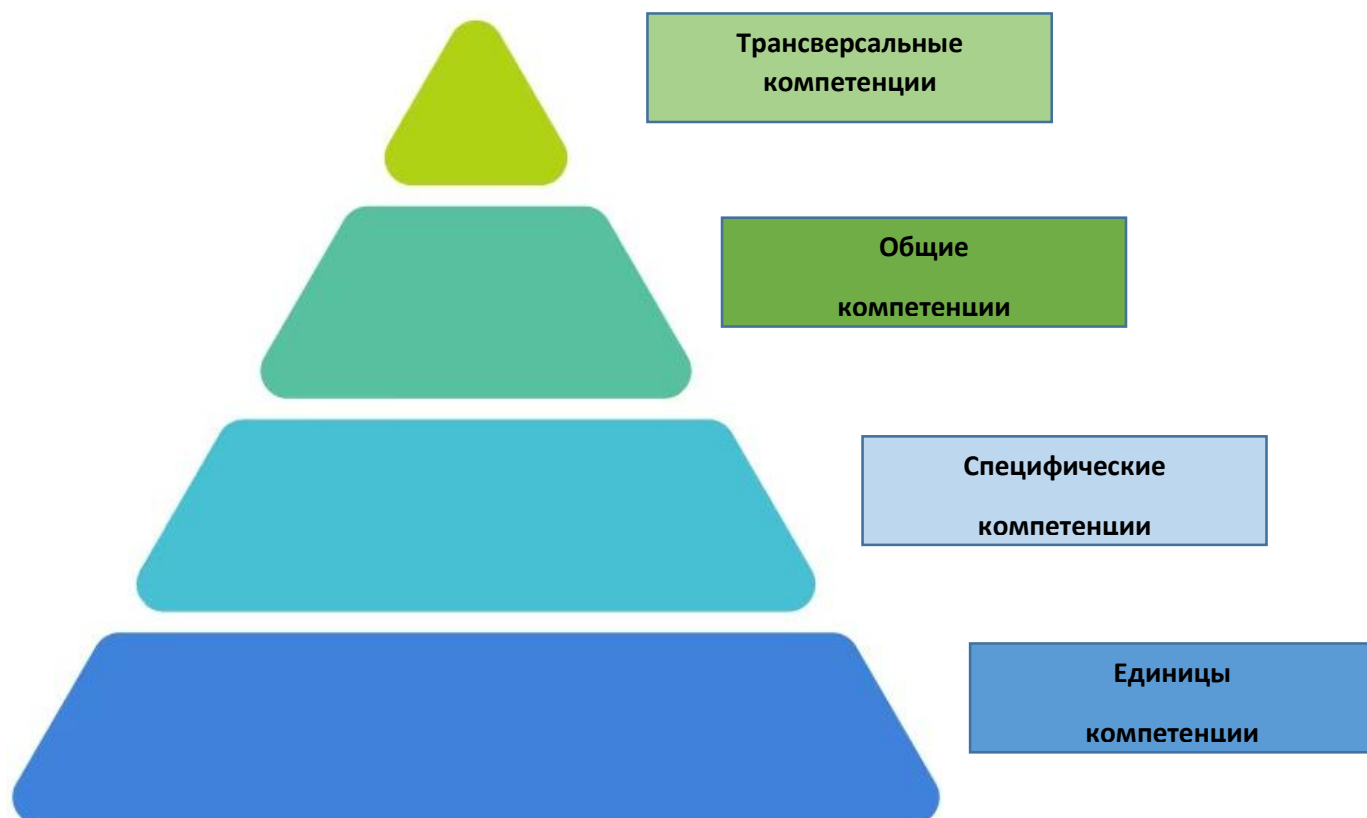 Трансверсальные
компетенции
Общие
компетенции
Специфические
компетенции
Единицы
компетенции